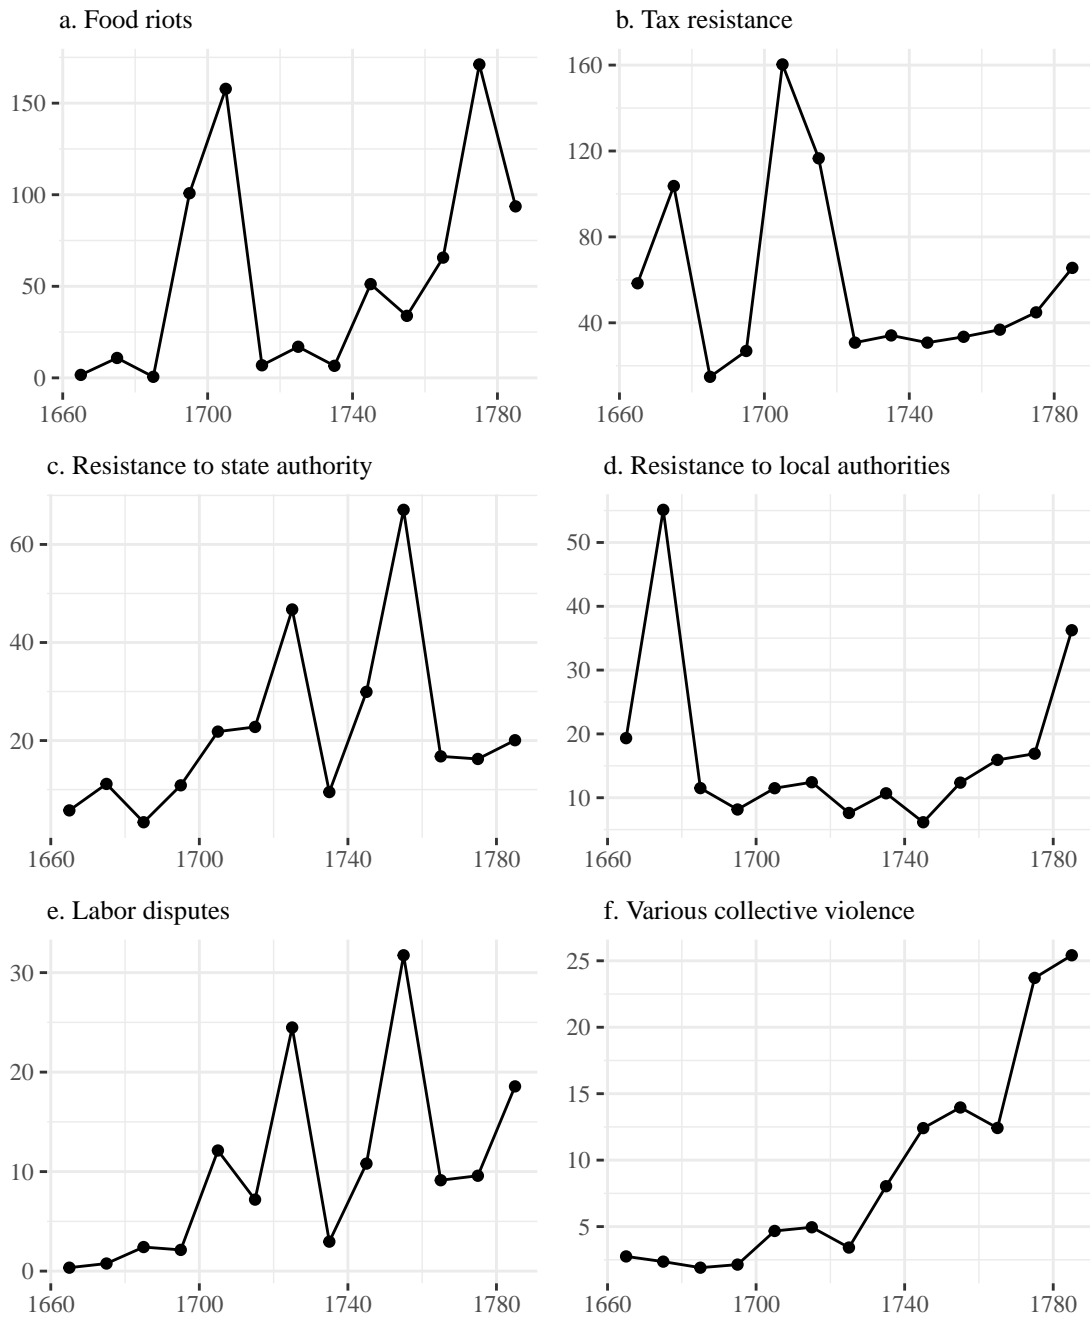 a. Food riots
150
100
50
0
1660 1700 1740 1780
b. Tax resistance
160
120
80
40
1660 1700 1740 1780
c. Resistance to state authority
60
40
20
1660 1700 1740 1780
d. Resistance to local authorities
50
40
30
20
10
1660 1700 1740 1780
e. Labor disputes
30
20
10
0
1660 1700 1740 1780
f. Various collective violence
25
20
15
10
5
1660 1700 1740 1780